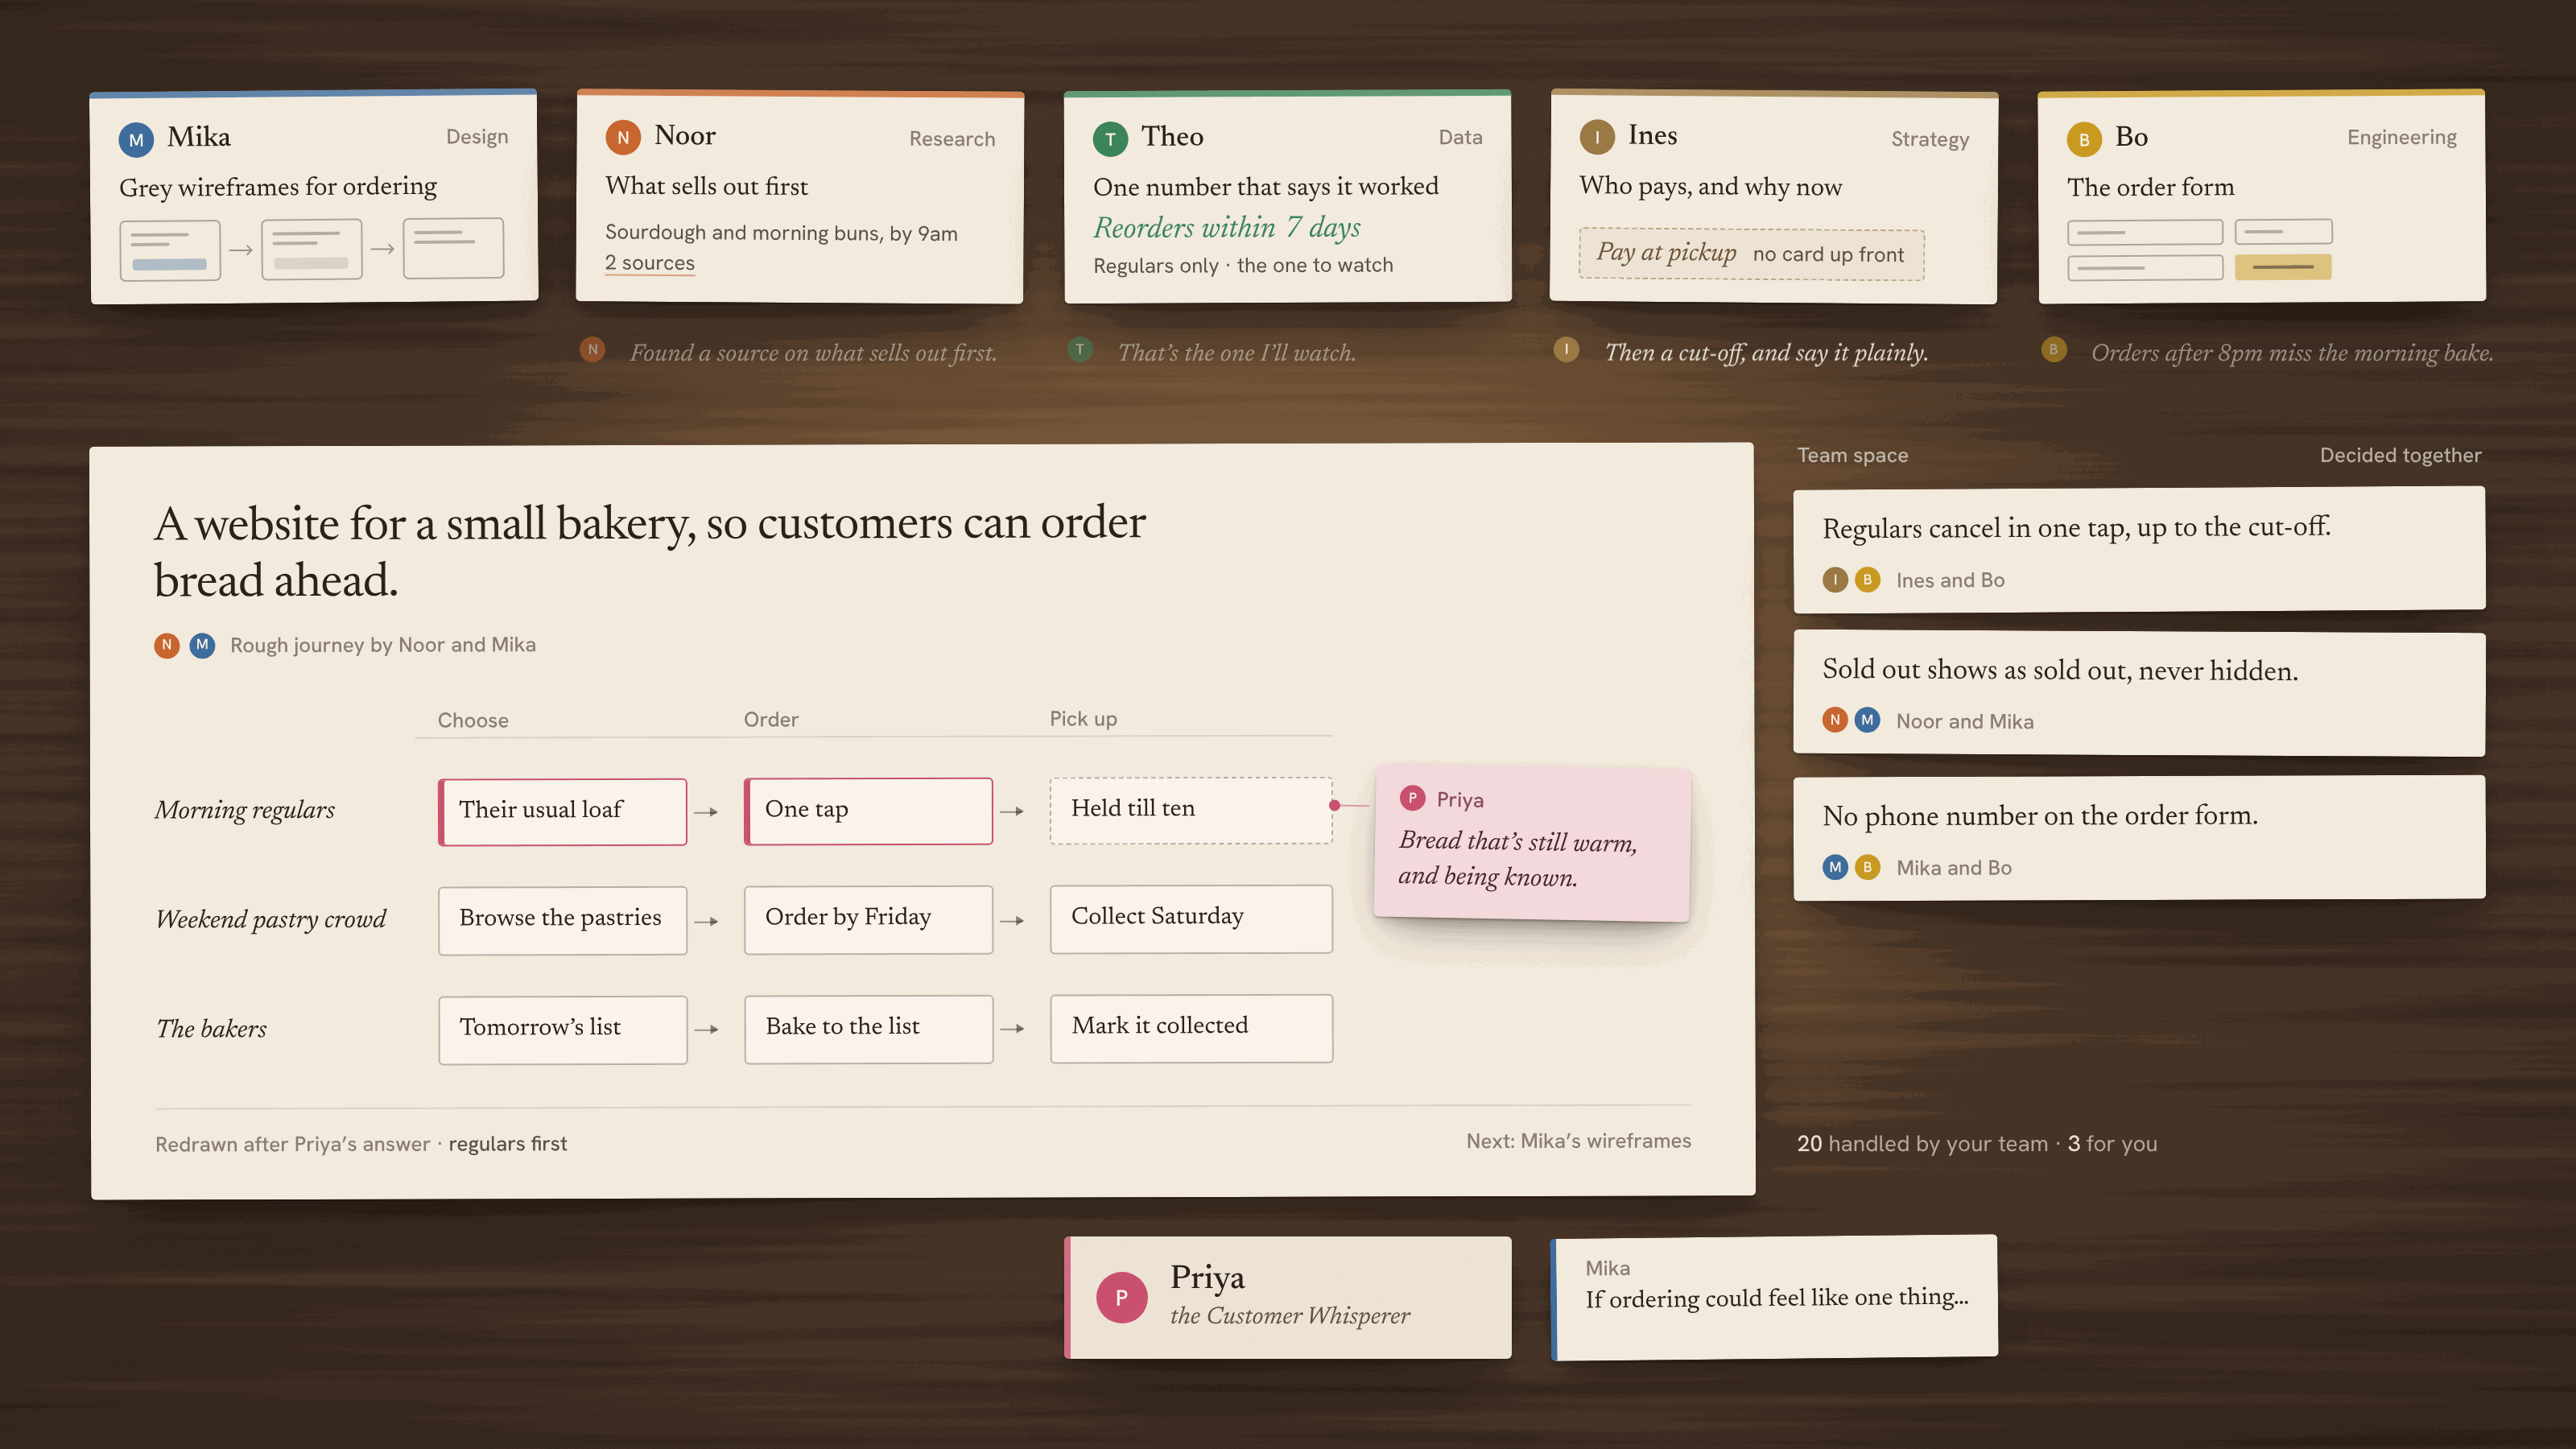 M Mika Design
Grey wireframes for ordering
N Noor Research
What sells out first
Sourdough and morning buns, by 9am
2 sources
T Theo Data
One number that says it worked
Reorders within 7 days
Regulars only · the one to watch
I Ines Strategy
Who pays, and why now
Pay at pickup no card up front
B Bo Engineering
The order form
N Found a source on what sells out first.
T That’s the one I’ll watch.
I Then a cut-off, and say it plainly.
B Orders after 8pm miss the morning bake.
A website for a small bakery, so customers can order
bread ahead.
N M Rough journey by Noor and Mika
Choose Order Pick up
Morning regulars Their usual loaf One tap Held till ten
P Priya
Bread that’s still warm,
and being known.
Weekend pastry crowd Browse the pastries Order by Friday Collect Saturday
The bakers Tomorrow’s list Bake to the list Mark it collected
Redrawn after Priya’s answer · regulars first Next: Mika’s wireframes
Team space Decided together
Regulars cancel in one tap, up to the cut-off.
I B Ines and Bo
Sold out shows as sold out, never hidden.
N M Noor and Mika
No phone number on the order form.
M B Mika and Bo
20 handled by your team · 3 for you
P Priya
the Customer Whisperer
Mika
If ordering could feel like one thing...